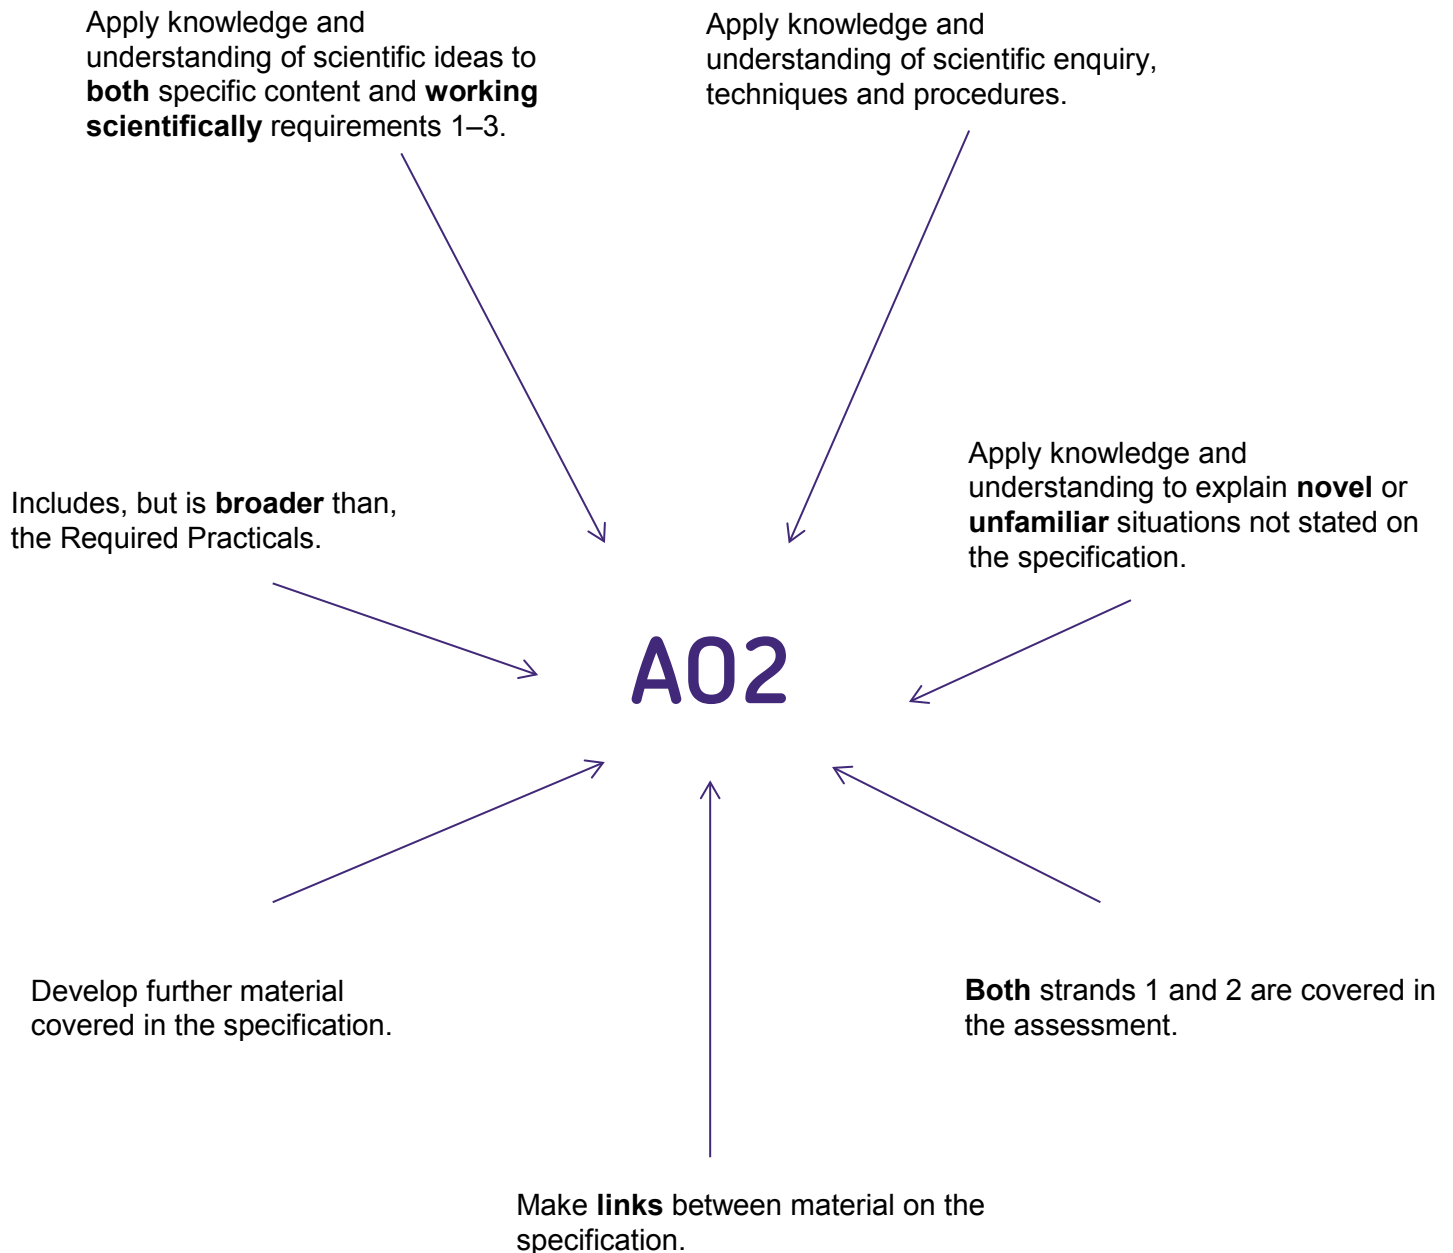 Apply knowledge and
understanding of scientific ideas to
both specific content and working
scientifically requirements 1–3.
Apply knowledge and
understanding of scientific enquiry,
techniques and procedures.
Includes, but is broader than,
the Required Practicals.
Apply knowledge and
understanding to explain novel or
unfamiliar situations not stated on
the specification.
AO2
Develop further material
covered in the specification.
Both strands 1 and 2 are covered in
the assessment.
Make links between material on the
specification.